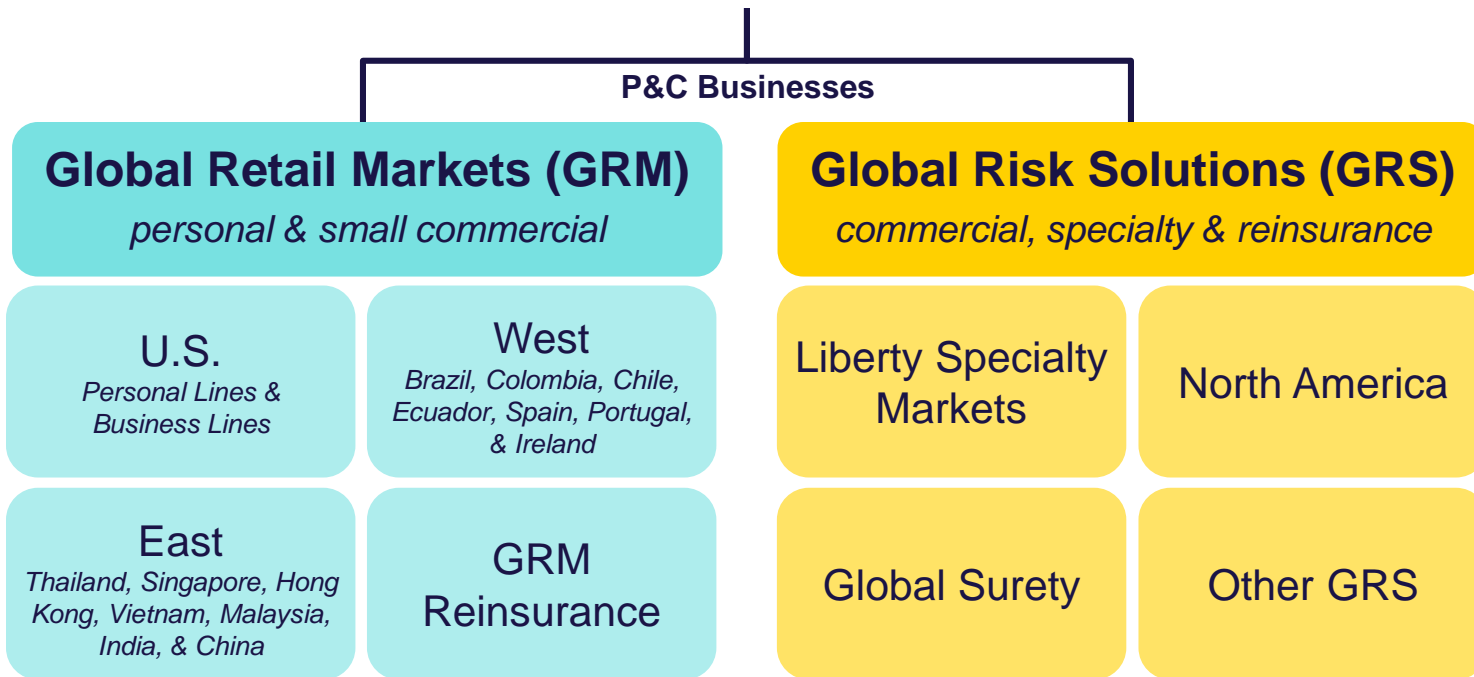 P&C Businesses
Global Retail Markets (GRM)
personal & small commercial
U.S.
Personal Lines &
Business Lines
West
Brazil, Colombia, Chile,
Ecuador, Spain, Portugal,
& Ireland
East
Thailand, Singapore, Hong
Kong, Vietnam, Malaysia,
India, & China
GRM
Reinsurance
Global Risk Solutions (GRS)
commercial, specialty & reinsurance
Liberty Specialty
Markets
North America
Global Surety
Other GRS